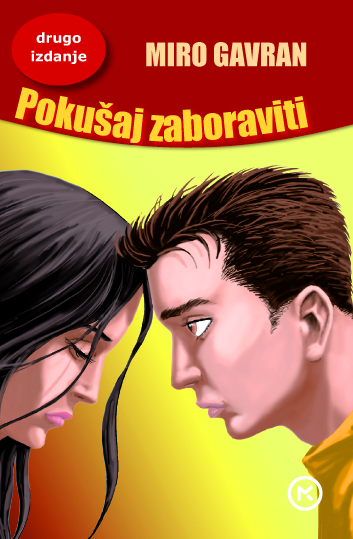 drugo
izdanje
MIRO GAVRAN
Pokušaj zaboraviti